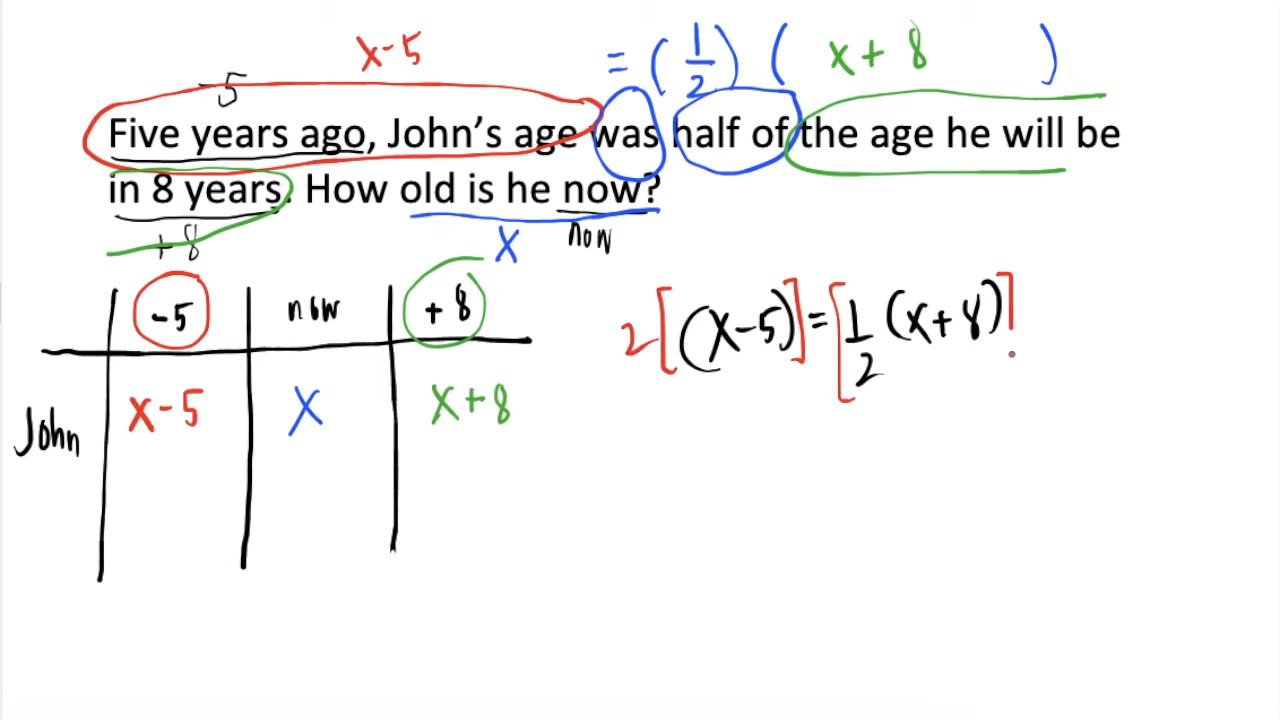 x-5 = (1/2) ( x+8 )
-5
Five years ago, John's age was half of the age he will be
in 8 years. How old is he now?
+8 x now
-5 now +8
2[(x-5)] = [1/2 (x+8)]
John x-5 x x+8